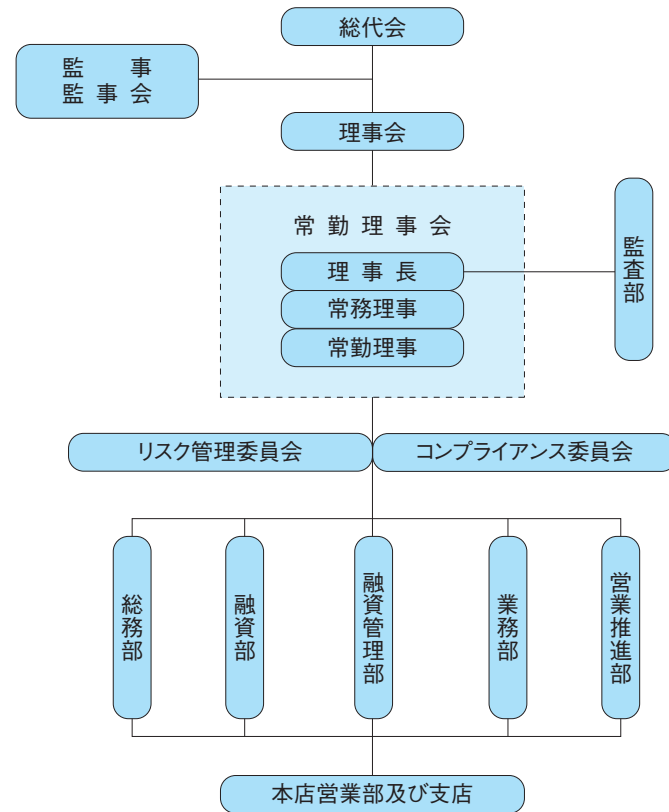 総代会
監事
監事会
理事会
常勤理事会
理事長
常務理事
常勤理事
監査部
リスク管理委員会
コンプライアンス委員会
総務部
融資部
融資管理部
業務部
営業推進部
本店営業部及び支店